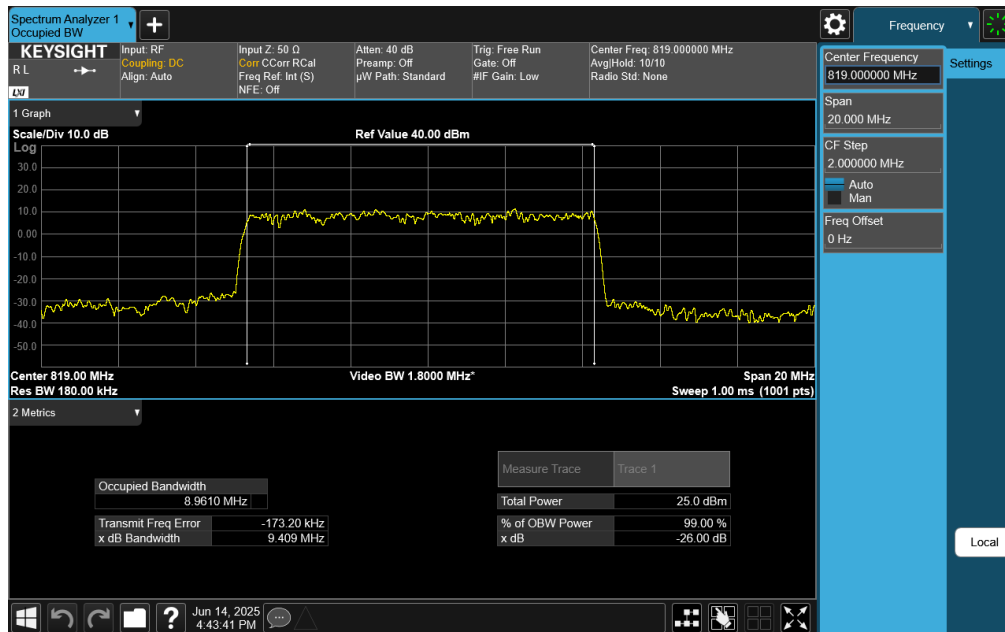 Spectrum Analyzer 1
Occupied BW
Frequency
KEYSIGHT
R L
LXI
Input: RF
Coupling: DC
Align: Auto
Input Z: 50 Ω
Corr CCorr RCal
Freq Ref: Int (S)
NFE: Off
Atten: 40 dB
Preamp: Off
µW Path: Standard
Trig: Free Run
Gate: Off
#IF Gain: Low
Center Freq: 819.000000 MHz
Avg|Hold: 10/10
Radio Std: None
Center Frequency
819.000000 MHz
Settings
Span
20.000 MHz
CF Step
2.000000 MHz
Auto
Man
Freq Offset
0 Hz
1 Graph
Scale/Div 10.0 dB
Ref Value 40.00 dBm
Log
30.0
20.0
10.0
0.00
-10.0
-20.0
-30.0
-40.0
-50.0
Center 819.00 MHz
Video BW 1.8000 MHz*
Span 20 MHz
Res BW 180.00 kHz
Sweep 1.00 ms (1001 pts)
2 Metrics
Measure Trace Trace 1
Occupied Bandwidth
8.9610 MHz
Total Power 25.0 dBm
Transmit Freq Error -173.20 kHz
% of OBW Power 99.00 %
x dB Bandwidth 9.409 MHz
x dB -26.00 dB
Local
Jun 14, 2025
4:43:41 PM